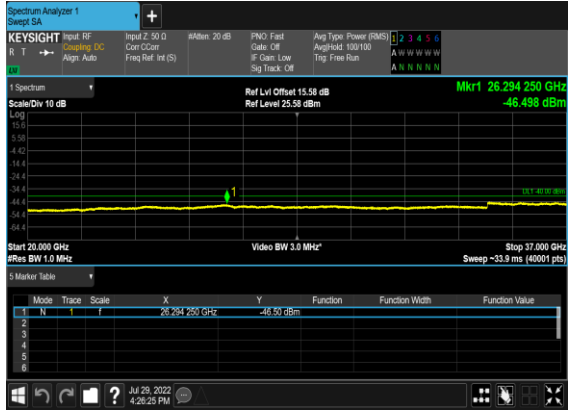 Spectrum Analyzer 1
Swept SA
+
KEYSIGHT
R T
Input: RF
Coupling: DC
Align: Auto
Input Z: 50 Ω
Corr CCorr
Freq Ref: Int (S)
#Atten: 20 dB
PNO: Fast
Gate: Off
IF Gain: Low
Sig Track: Off
Avg Type: Power (RMS)
Avg|Hold: 100/100
Trig: Free Run
1 2 3 4 5 6
A W W W W W
A N N N N N
1 Spectrum
Scale/Div 10 dB
Ref Lvl Offset 15.58 dB
Ref Level 25.58 dBm
Mkr1 26.294 250 GHz
-46.498 dBm
Log
15.6
5.58
-4.42
-14.4
-24.4
-34.4
-44.4
-54.4
-64.4
1
DL1 -40.00 dBm
Start 20.000 GHz
#Res BW 1.0 MHz
Video BW 3.0 MHz*
Stop 37.000 GHz
Sweep ~33.9 ms (40001 pts)
5 Marker Table
Mode Trace Scale X Y Function Function Width Function Value
1 N 1 f 26.294 250 GHz -46.50 dBm
2
3
4
5
6
?
Jul 29, 2022
4:26:25 PM